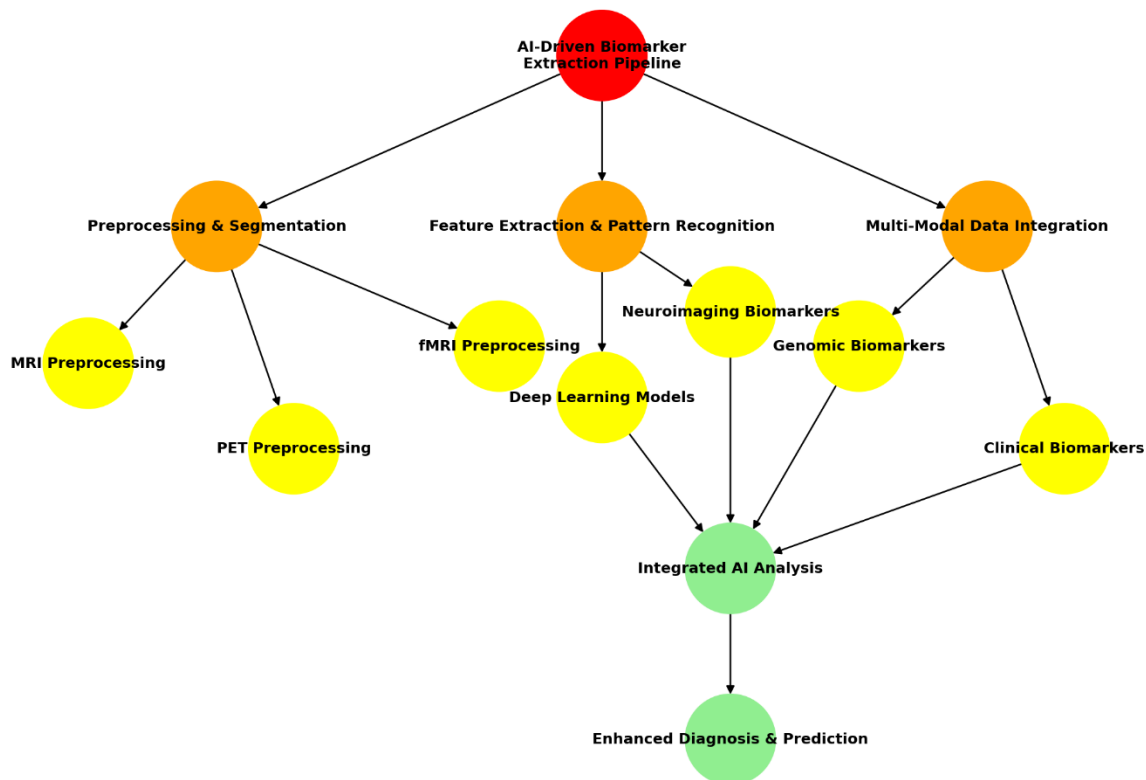 AI-Driven Biomarker
Extraction Pipeline
Preprocessing & Segmentation
Feature Extraction & Pattern Recognition
Multi-Modal Data Integration
Neuroimaging Biomarkers
MRI Preprocessing
fMRI Preprocessing
Genomic Biomarkers
Deep Learning Models
PET Preprocessing
Clinical Biomarkers
Integrated AI Analysis
Enhanced Diagnosis & Prediction